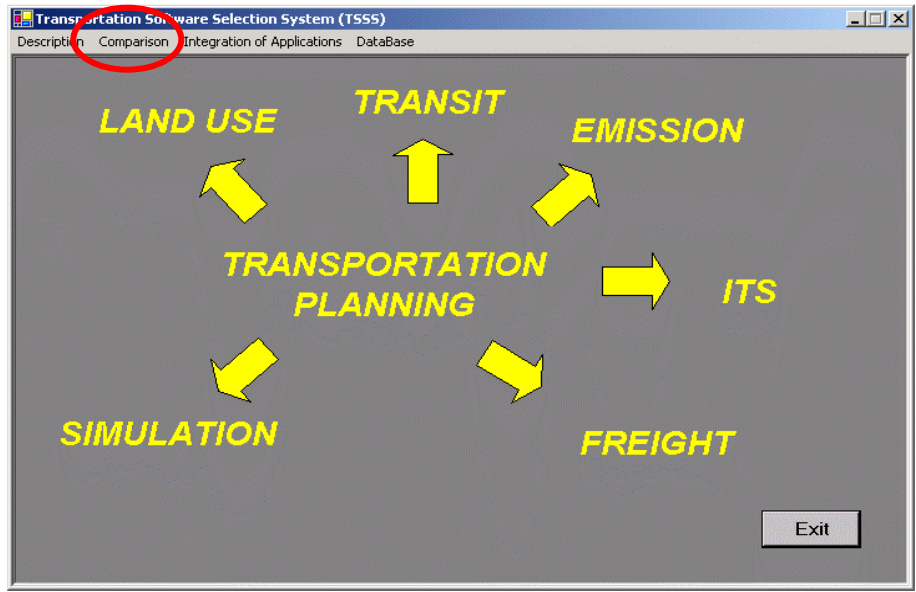 Transportation Software Selection System (TSSS)
Description Comparison Integration of Applications DataBase
LAND USE
TRANSIT
EMISSION
TRANSPORTATION
PLANNING
ITS
SIMULATION
FREIGHT
Exit